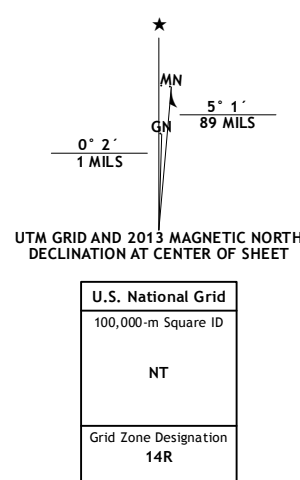 ★
MN
5° 1´
89 MILS
GN
0° 2´
1 MILS
UTM GRID AND 2013 MAGNETIC NORTH
DECLINATION AT CENTER OF SHEET
U.S. National Grid
100,000-m Square ID
NT
Grid Zone Designation
14R